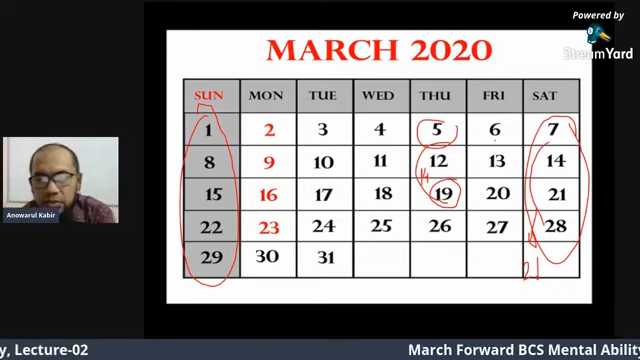 Powered by
StreamYard
MARCH 2020
SUN MON TUE WED THU FRI SAT
1 2 3 4 5 6 7
8 9 10 11 12 13 14
14
15 16 17 18 19 20 21
22 23 24 25 26 27 28
29 30 31
21
Anowarul Kabir
y, Lecture-02 March Forward BCS Mental Ability